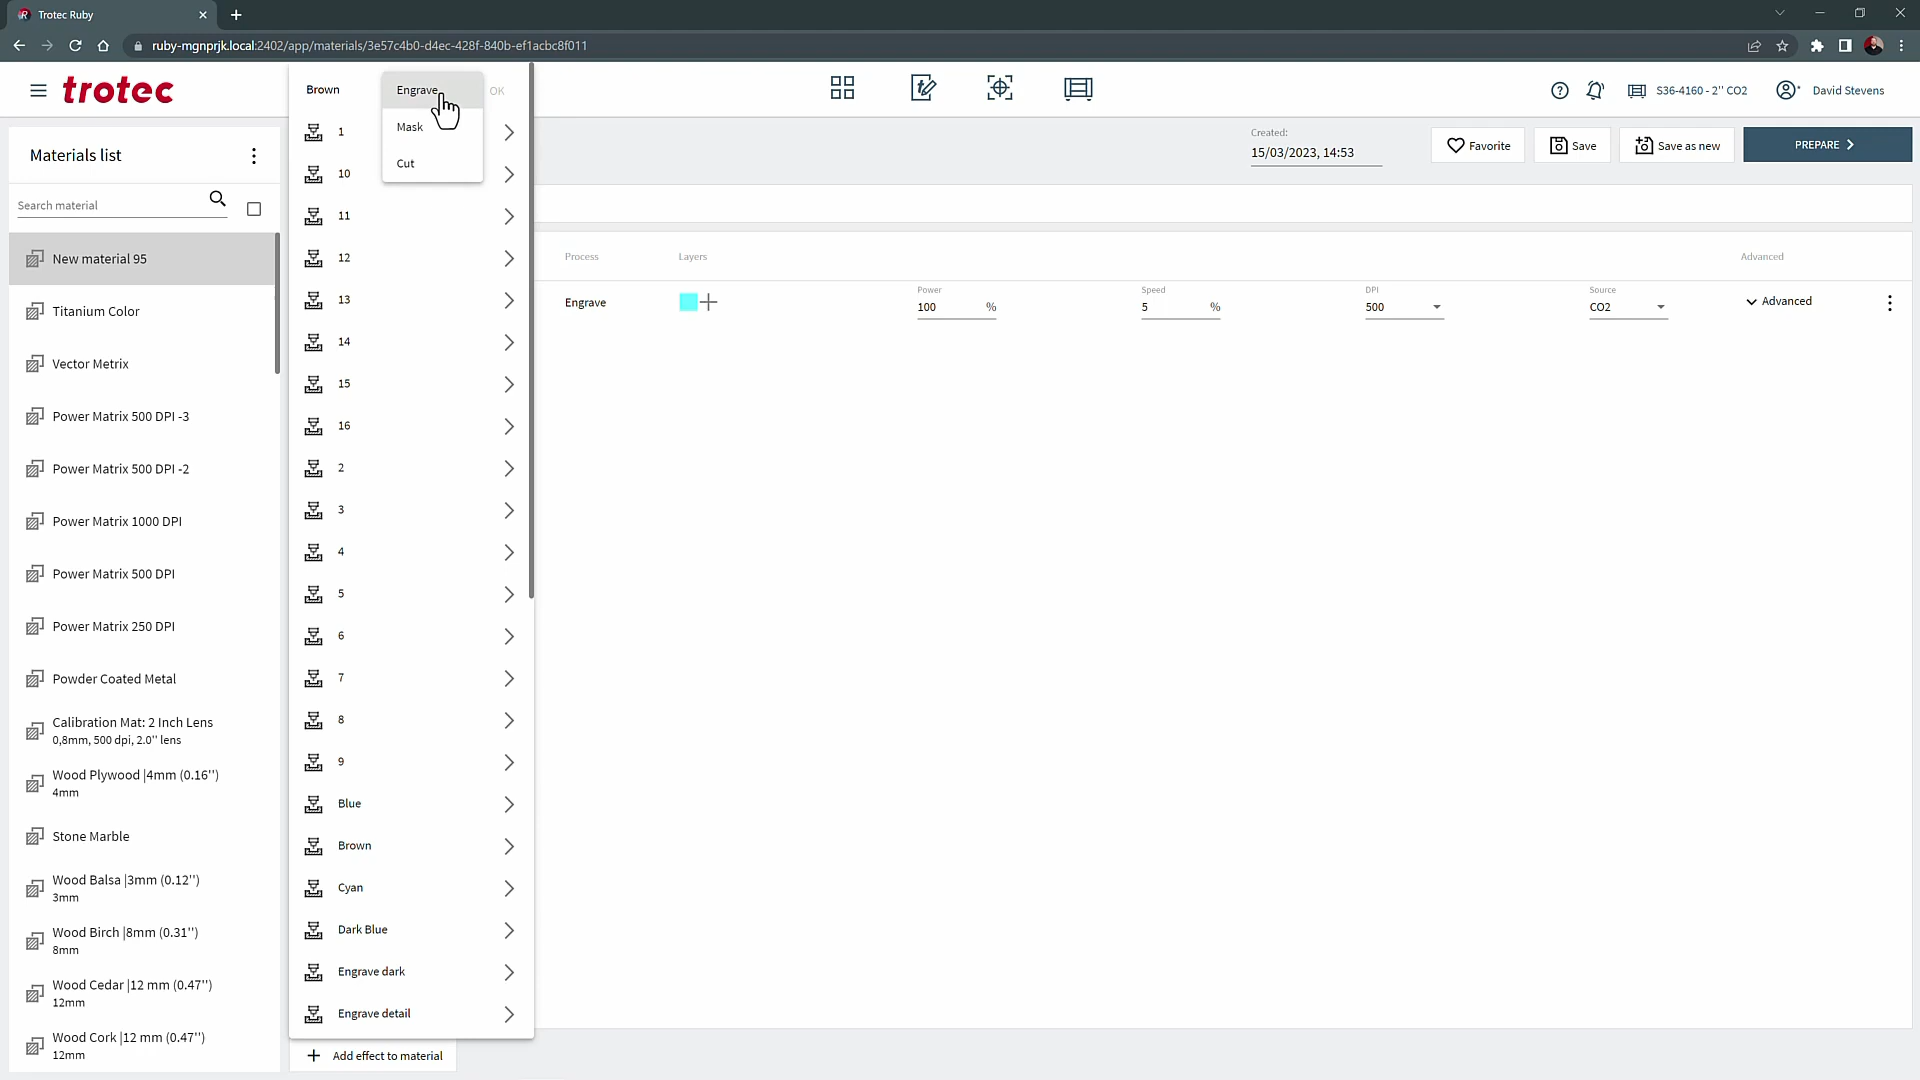 Trotec Ruby
ruby-mgnprjk.local:2402/app/materials/3e57c4b0-d4ec-428f-840b-ef1acbc8f011
trotec
S36-4160 - 2'' CO2
David Stevens
Materials list
Search material
New material 95
Titanium Color
Vector Metrix
Power Matrix 500 DPI -3
Power Matrix 500 DPI -2
Power Matrix 1000 DPI
Power Matrix 500 DPI
Power Matrix 250 DPI
Powder Coated Metal
Calibration Mat: 2 Inch Lens
0,8mm, 500 dpi, 2.0'' lens
Wood Plywood |4mm (0.16'')
4mm
Stone Marble
Wood Balsa |3mm (0.12'')
3mm
Wood Birch |8mm (0.31'')
8mm
Wood Cedar |12 mm (0.47'')
12mm
Wood Cork |12 mm (0.47'')
12mm
Brown
OK
Engrave
Mask
Cut
1
10
11
12
13
14
15
16
2
3
4
5
6
7
8
9
Blue
Brown
Cyan
Dark Blue
Engrave dark
Engrave detail
Add effect to material
Created:
15/03/2023, 14:53
Favorite
Save
Save as new
PREPARE
Process
Layers
Advanced
Engrave
Power
100 %
Speed
5 %
DPI
500
Source
CO2
Advanced